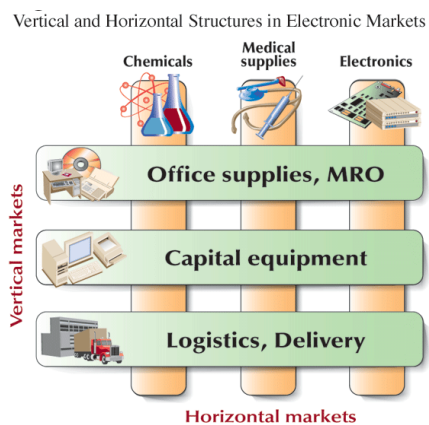 Vertical and Horizontal Structures in Electronic Markets
Chemicals
Medical
supplies
Electronics
Office supplies, MRO
Capital equipment
Logistics, Delivery
Vertical markets
Horizontal markets